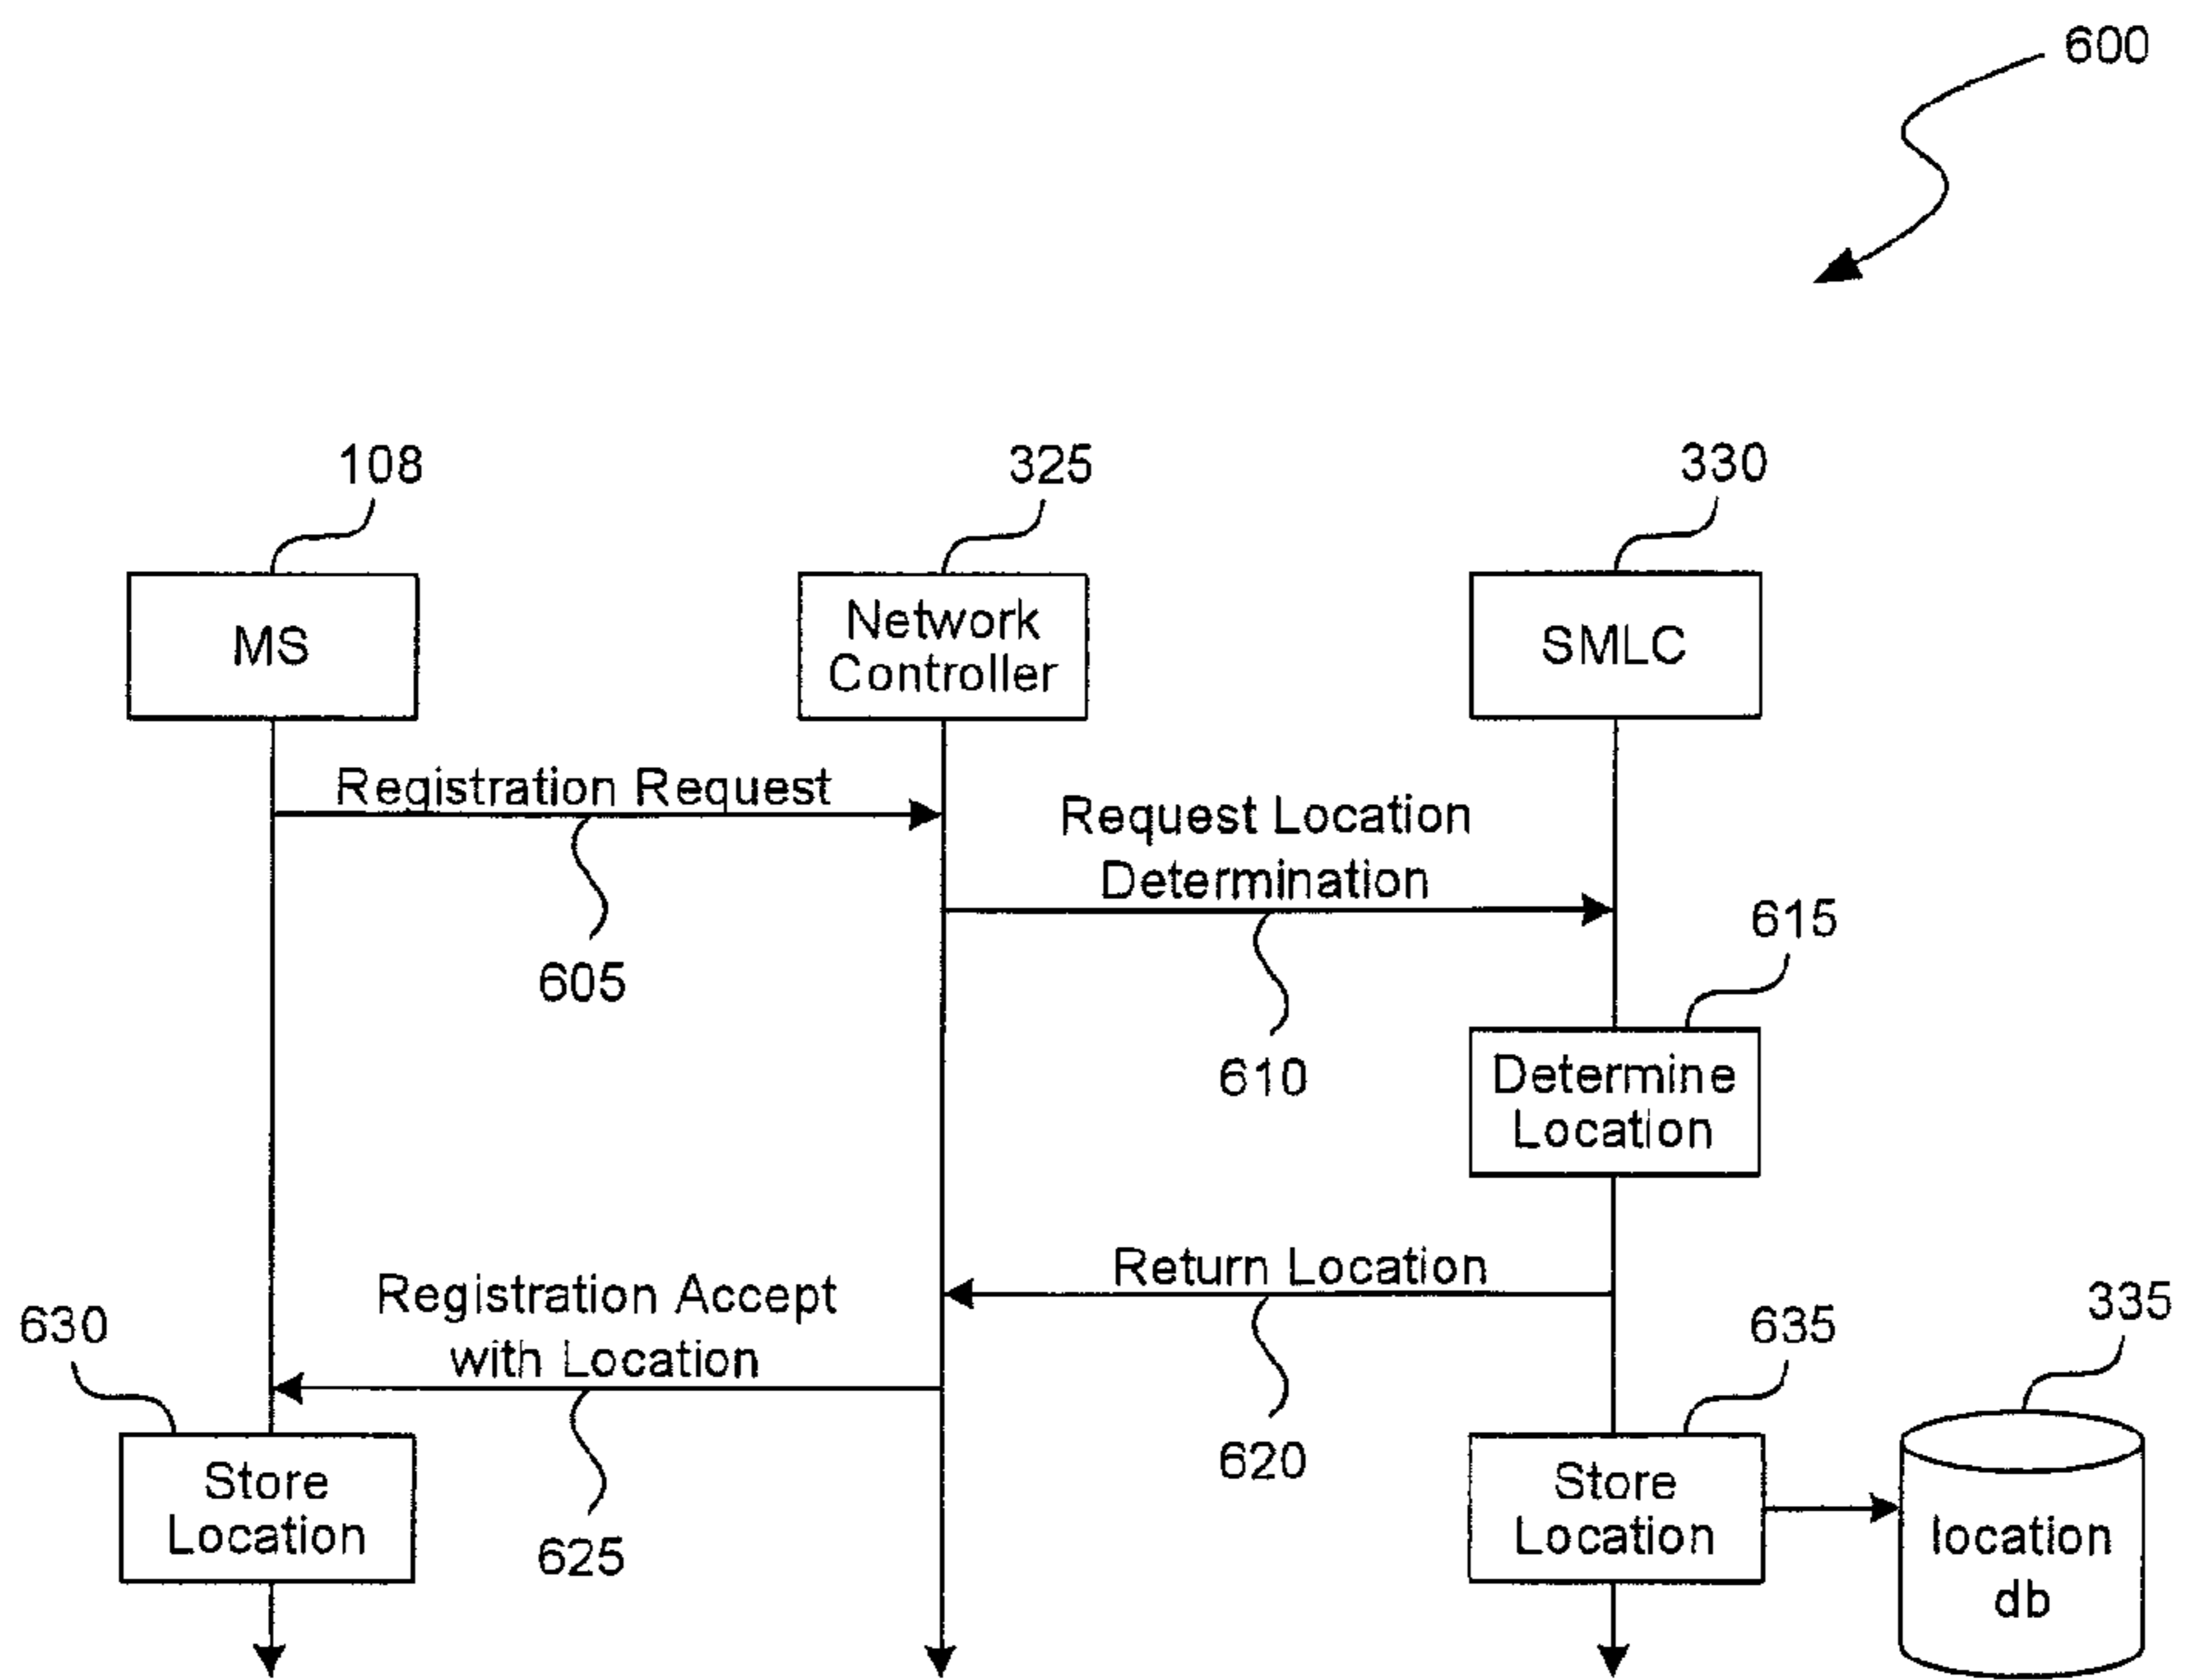 600
108
325
330
MS
Network
Controller
SMLC
Registration Request
Request Location
Determination
605
610
615
Determine
Location
Return Location
Registration Accept
with Location
630
620
635
335
625
Store
Location
Store
Location
location
db